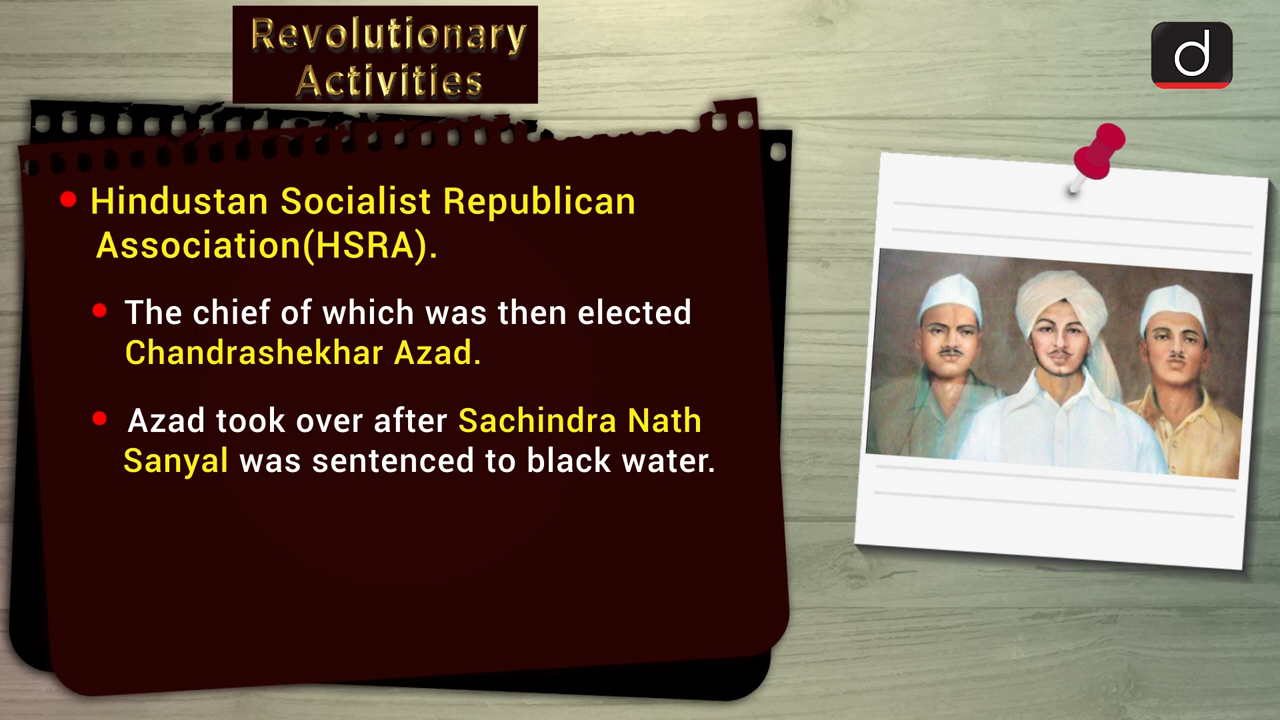 Revolutionary
Activities
d
Hindustan Socialist Republican
Association(HSRA).
The chief of which was then elected
Chandrashekhar Azad.
Azad took over after Sachindra Nath
Sanyal was sentenced to black water.